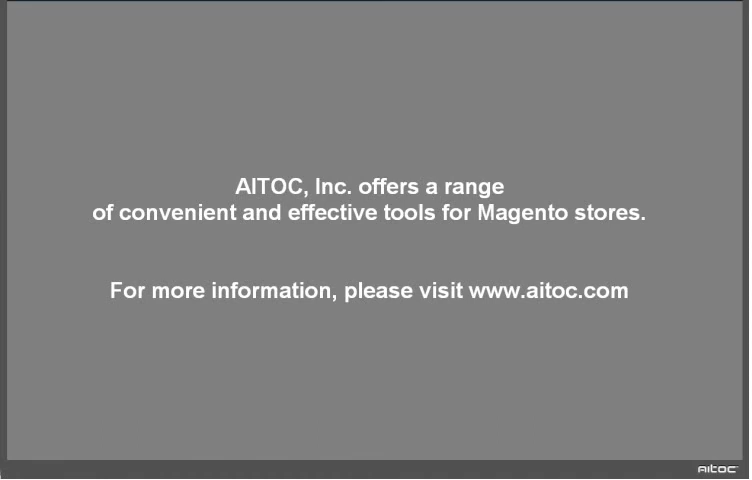 AITOC, Inc. offers a range
of convenient and effective tools for Magento stores.
For more information, please visit www.aitoc.com
AITOC